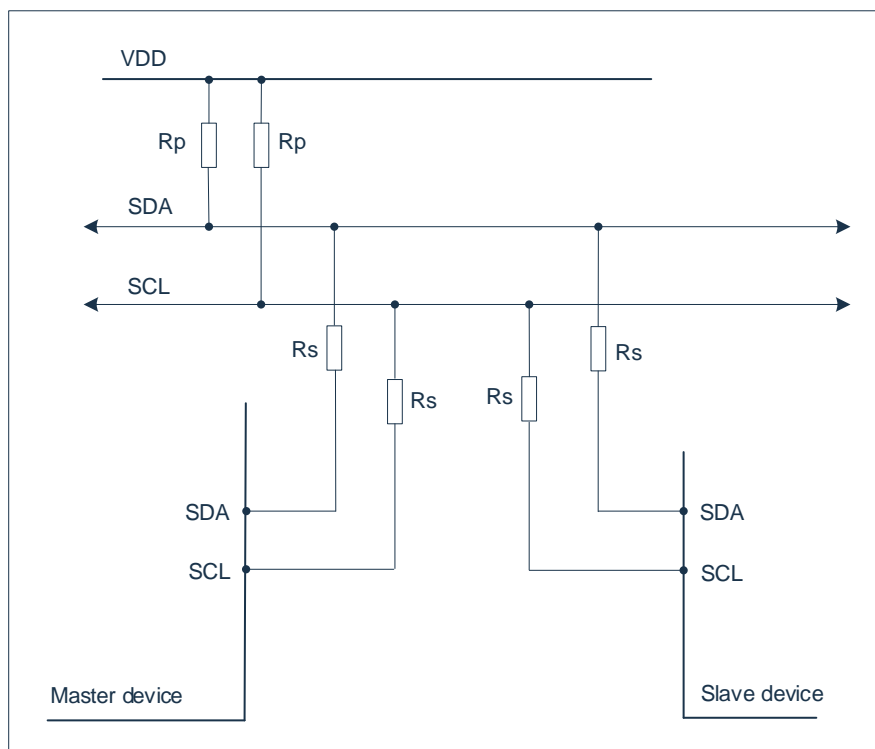 VDD
Rp
Rp
SDA
SCL
Rs
Rs
Rs
Rs
SDA
SDA
SCL
SCL
Master device
Slave device